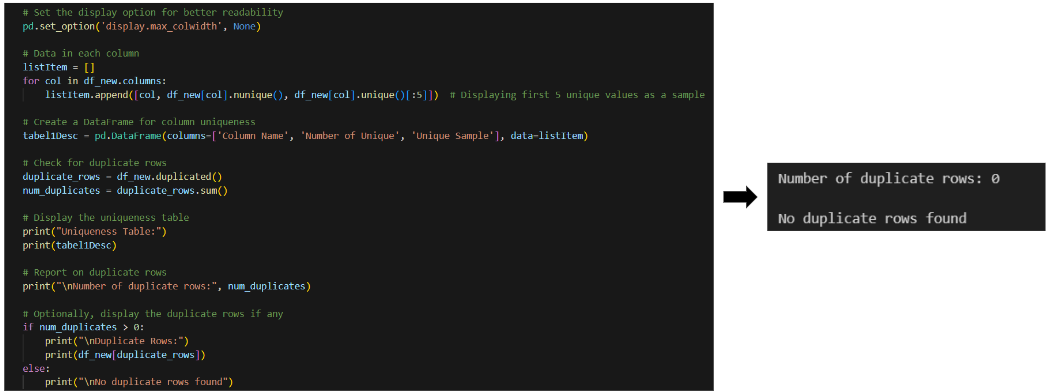 # Set the display option for better readability
pd.set_option('display.max_colwidth', None)
# Data in each column
listItem = []
for col in df_new.columns:
    listItem.append([col, df_new[col].nunique(), df_new[col].unique()[:5]])  # Displaying first 5 unique values as a sample
# Create a DataFrame for column uniqueness
tabel1Desc = pd.DataFrame(columns=['Column Name', 'Number of Unique', 'Unique Sample'], data=listItem)
# Check for duplicate rows
duplicate_rows = df_new.duplicated()
num_duplicates = duplicate_rows.sum()
# Display the uniqueness table
print("Uniqueness Table:")
print(tabel1Desc)
# Report on duplicate rows
print("\nNumber of duplicate rows:", num_duplicates)
# Optionally, display the duplicate rows if any
if num_duplicates > 0:
    print("\nDuplicate Rows:")
    print(df_new[duplicate_rows])
else:
    print("\nNo duplicate rows found")
Number of duplicate rows: 0
No duplicate rows found